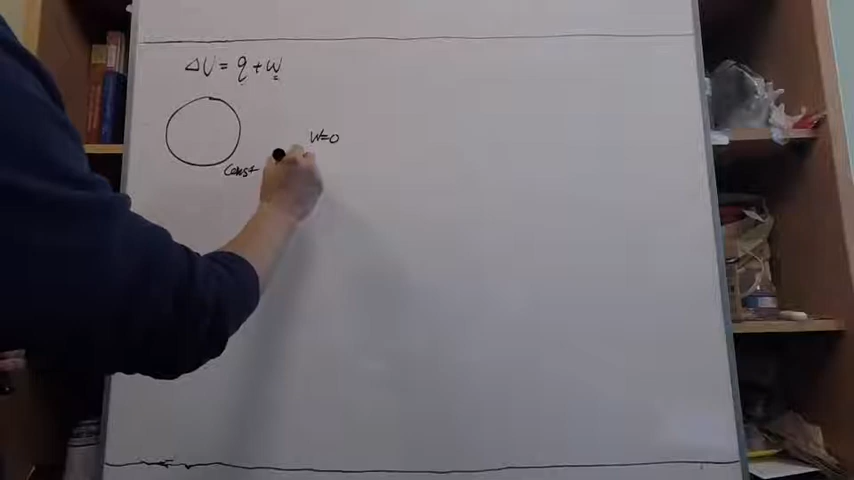 ΔU = q + w
W=0
Const